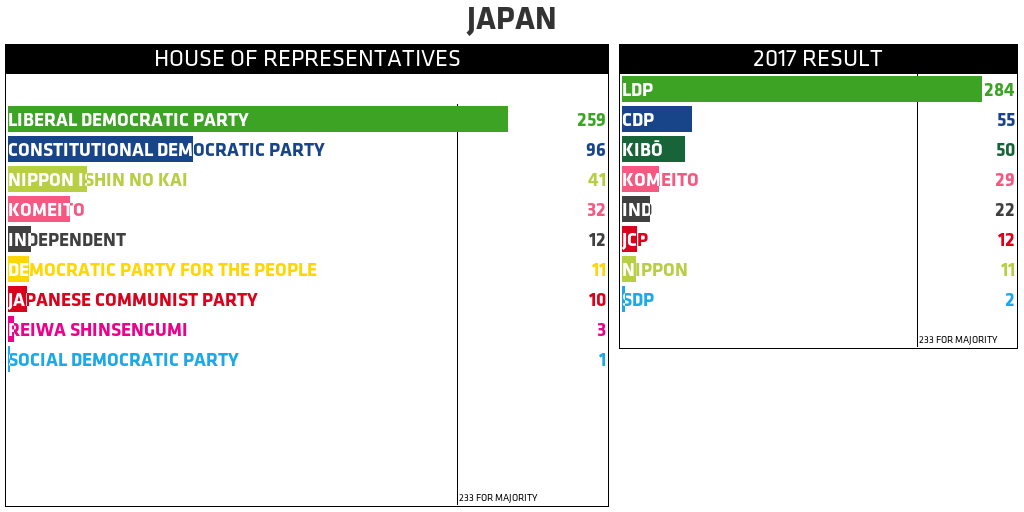 JAPAN
HOUSE OF REPRESENTATIVES
LIBERAL DEMOCRATIC PARTY 259
CONSTITUTIONAL DEMOCRATIC PARTY 96
NIPPON ISHIN NO KAI 41
KOMEITO 32
INDEPENDENT 12
DEMOCRATIC PARTY FOR THE PEOPLE 11
JAPANESE COMMUNIST PARTY 10
REIWA SHINSENGUMI 3
SOCIAL DEMOCRATIC PARTY 1
233 FOR MAJORITY
2017 RESULT
LDP 284
CDP 55
KIBŌ 50
KOMEITO 29
IND 22
JCP 12
NIPPON 11
SDP 2
233 FOR MAJORITY